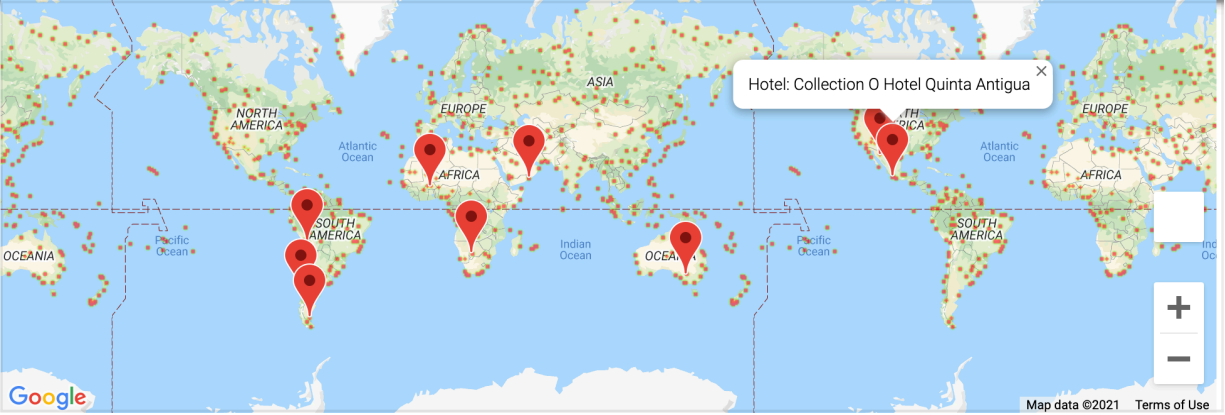 Hotel: Collection O Hotel Quinta Antigua
ASIA
NORTH
AMERICA
EUROPE
EUROPE
Atlantic
Ocean
Atlantic
Ocean
AFRICA
AFRICA
SOUTH
AMERICA
SOUTH
AMERICA
Pacific
Ocean
Indian
Ocean
Pacific
Ocean
OCEANIA
Google
Map data ©2021 Terms of Use